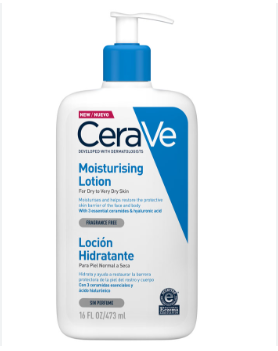 NEW / NUEVO
CeraVe
DEVELOPED WITH DERMATOLOGISTS
Moisturising
Lotion
For Dry to Very Dry Skin
Moisturises and helps restore the protective
skin barrier of the face and body
With 3 essential ceramides & hyaluronic acid
FRAGRANCE FREE
Loción
Hidratante
Para Piel Normal a Seca
Hidrata y ayuda a restaurar la barrera
protectora de la piel del rostro y cuerpo
Con 3 ceramidas esenciales y
ácido hialurónico
SIN PERFUME
16 FL OZ/473 ml